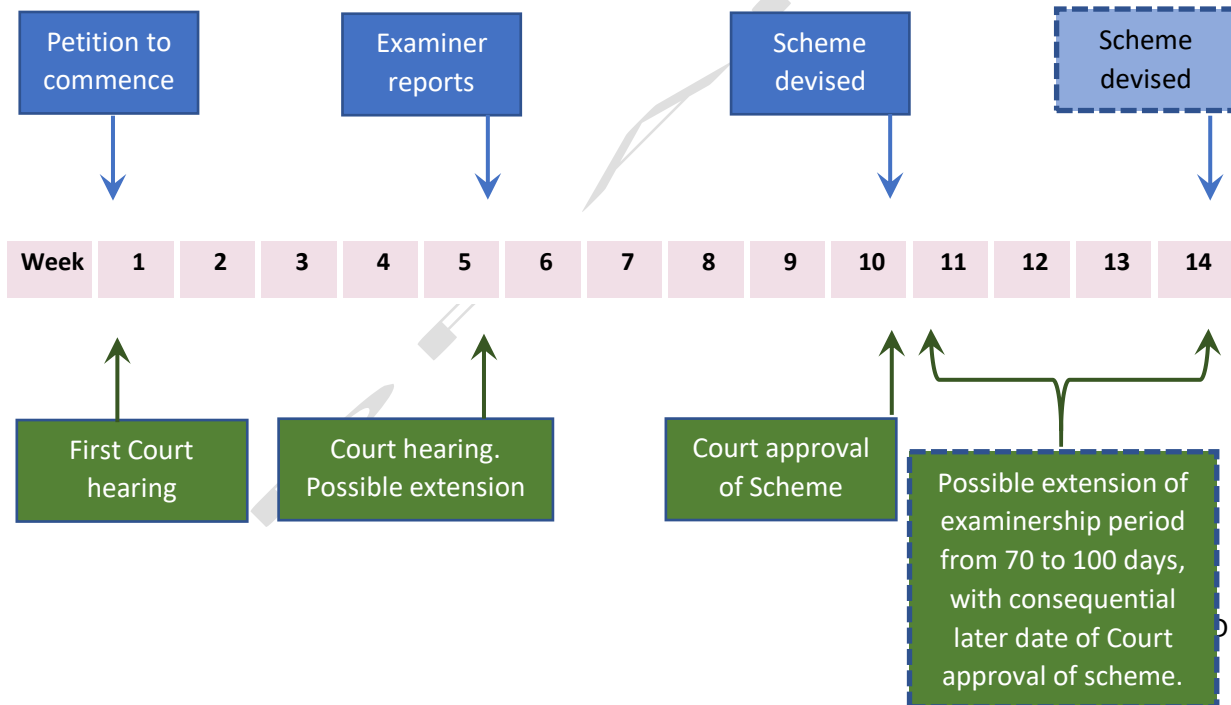 Petition to
commence
Examiner
reports
Scheme
devised
Scheme
devised
Week 1 2 3 4 5 6 7 8 9 10 11 12 13 14
First Court
hearing
Court hearing.
Possible extension
Court approval
of Scheme
Possible extension of
examinership period
from 70 to 100 days,
with consequential
later date of Court
approval of scheme.